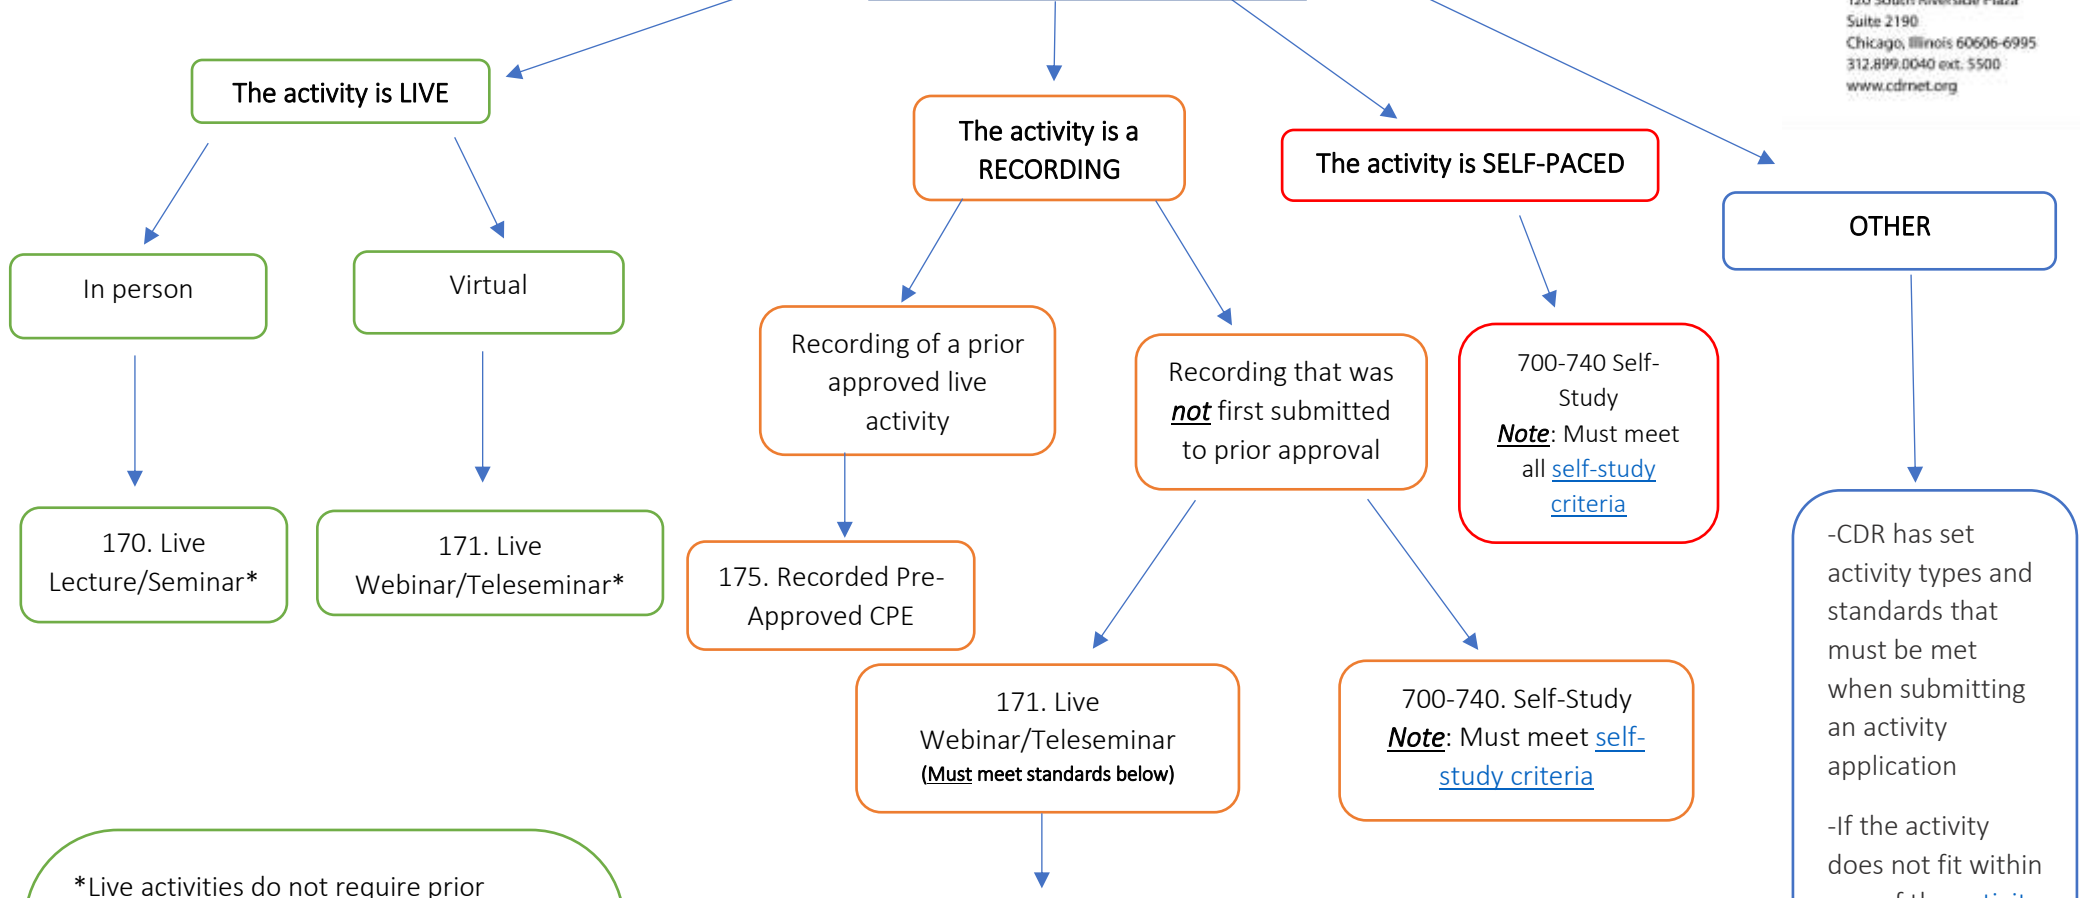 120 South Riverside Plaza
Suite 2190
Chicago, Illinois 60606-6995
312.899.0040 ext. 5500
www.cdrnet.org
The activity is LIVE
The activity is a
RECORDING
The activity is SELF-PACED
OTHER
In person
Virtual
Recording of a prior
approved live
activity
Recording that was
not first submitted
to prior approval
700-740 Self-
Study
Note: Must meet
all self-study
criteria
170. Live
Lecture/Seminar*
171. Live
Webinar/Teleseminar*
175. Recorded Pre-
Approved CPE
171. Live
Webinar/Teleseminar
(Must meet standards below)
700-740. Self-Study
Note: Must meet self-
study criteria
-CDR has set
activity types and
standards that
must be met
when submitting
an activity
application
-If the activity
does not fit within
*Live activities do not require prior